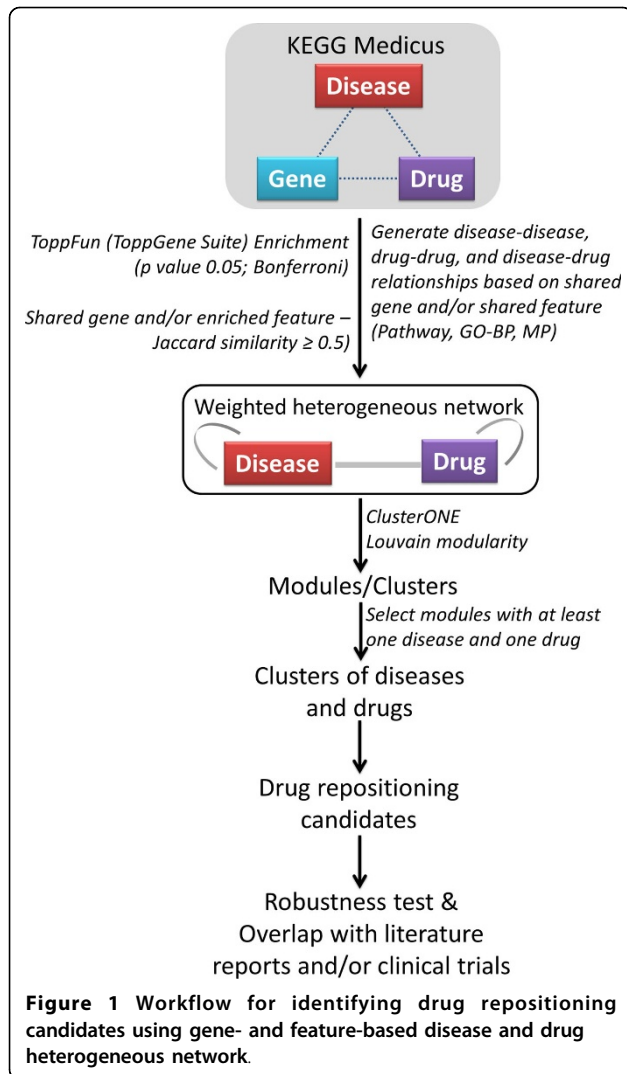 KEGG Medicus
Disease
Gene
Drug
ToppFun (ToppGene Suite) Enrichment
(p value 0.05; Bonferroni)
Shared gene and/or enriched feature –
Jaccard similarity ≥ 0.5)
Generate disease-disease,
drug-drug, and disease-drug
relationships based on shared
gene and/or shared feature
(Pathway, GO-BP, MP)
Weighted heterogeneous network
Disease
Drug
ClusterONE
Louvain modularity
Modules/Clusters
Select modules with at least
one disease and one drug
Clusters of diseases
and drugs
Drug repositioning
candidates
Robustness test &
Overlap with literature
reports and/or clinical trials
Figure 1 Workflow for identifying drug repositioning
candidates using gene- and feature-based disease and drug
heterogeneous network.